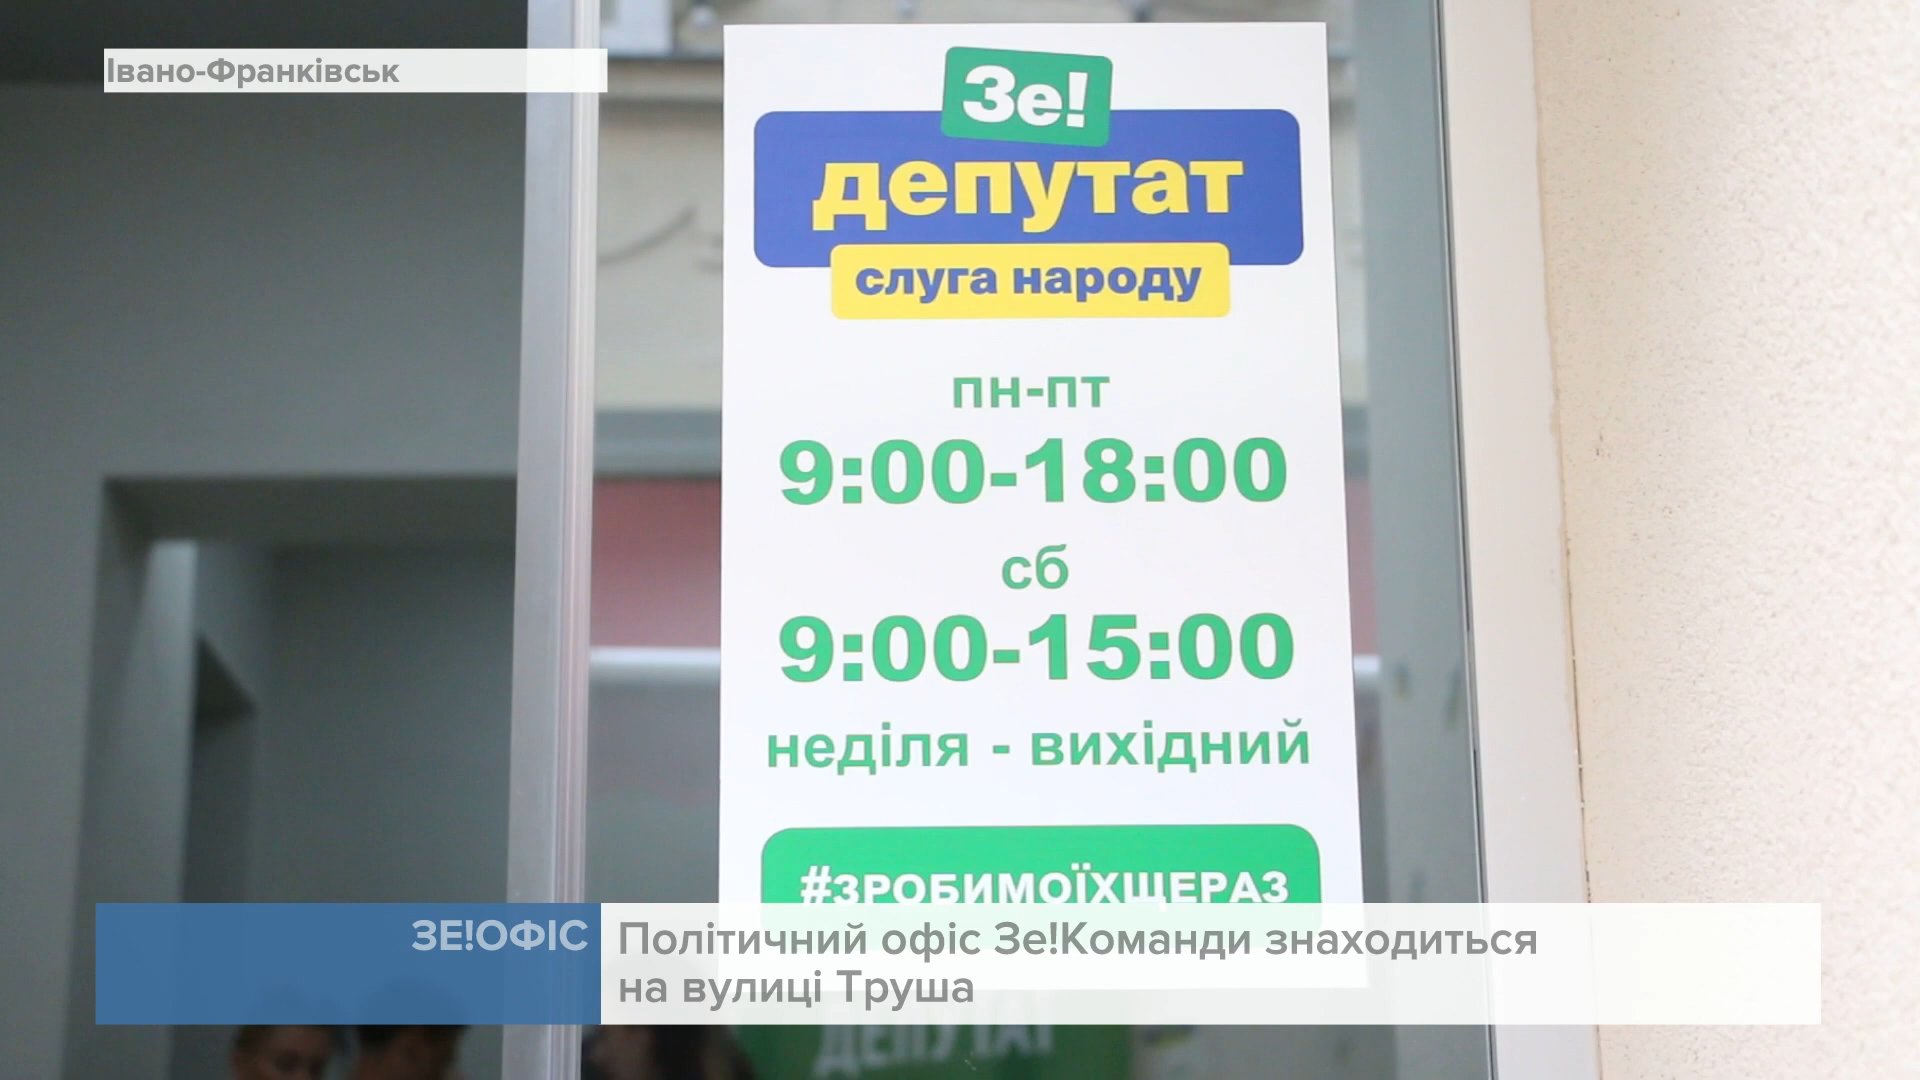 Івано-Франківськ
Зе!
депутат
слуга народу
пн-пт
9:00-18:00
сб
9:00-15:00
неділя - вихідний
#ЗРОБИМОЇХЩЕРАЗ
ЗЕ!ОФІС
Політичний офіс Зе!Команди знаходиться
на вулиці Труша
ДЕПУТАТ